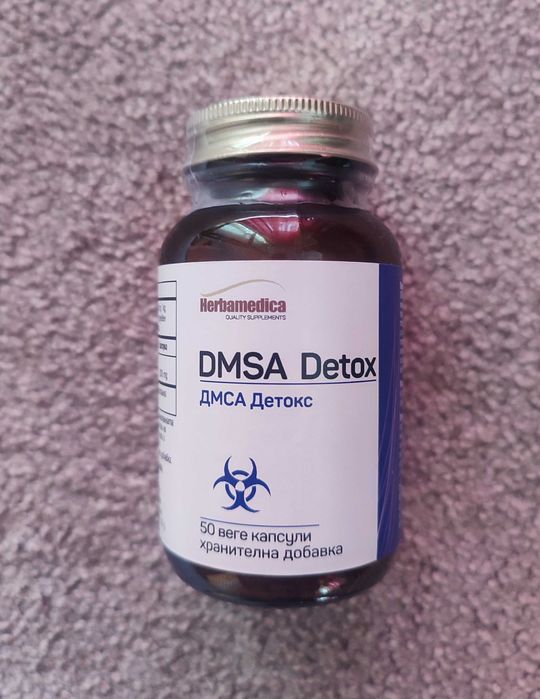 Herbamedica
QUALITY SUPPLEMENTS
DMSA Detox
ДМСА Детокс
50 веге капсули
хранителна добавка